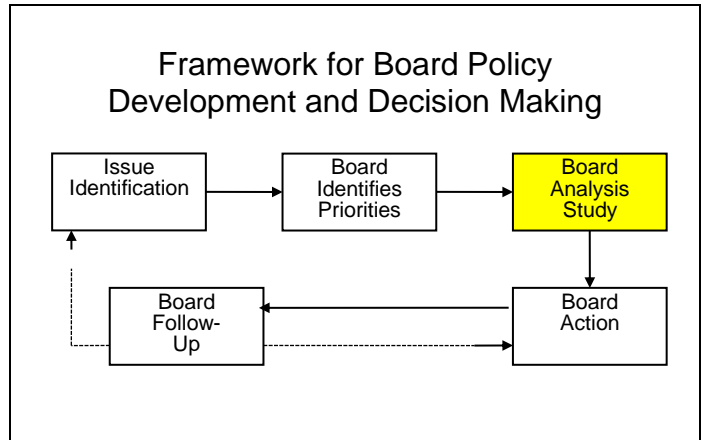 Framework for Board Policy
Development and Decision Making
Issue
Identification
Board
Identifies
Priorities
Board
Analysis
Study
Board
Follow-
Up
Board
Action